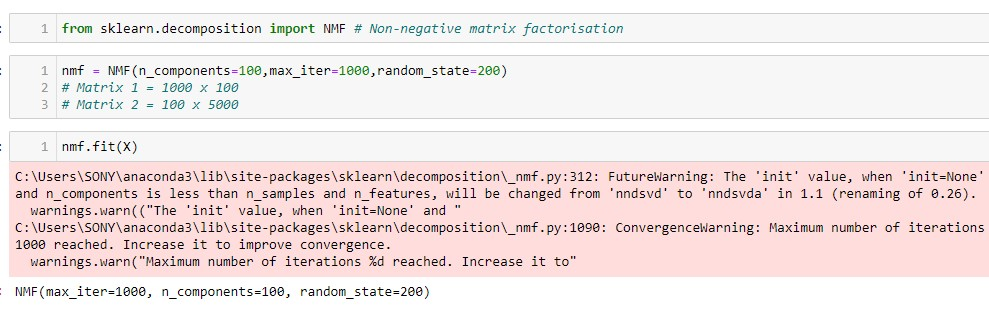 1 from sklearn.decomposition import NMF # Non-negative matrix factorisation
1 nmf = NMF(n_components=100,max_iter=1000,random_state=200)
2 # Matrix 1 = 1000 x 100
3 # Matrix 2 = 100 x 5000
1 nmf.fit(X)
C:\Users\SONY\anaconda3\lib\site-packages\sklearn\decomposition\_nmf.py:312: FutureWarning: The 'init' value, when 'init=None'
and n_components is less than n_samples and n_features, will be changed from 'nndsvd' to 'nndsvda' in 1.1 (renaming of 0.26).
  warnings.warn(("The 'init' value, when 'init=None' and "
C:\Users\SONY\anaconda3\lib\site-packages\sklearn\decomposition\_nmf.py:1090: ConvergenceWarning: Maximum number of iterations
1000 reached. Increase it to improve convergence.
  warnings.warn("Maximum number of iterations %d reached. Increase it to"
: NMF(max_iter=1000, n_components=100, random_state=200)